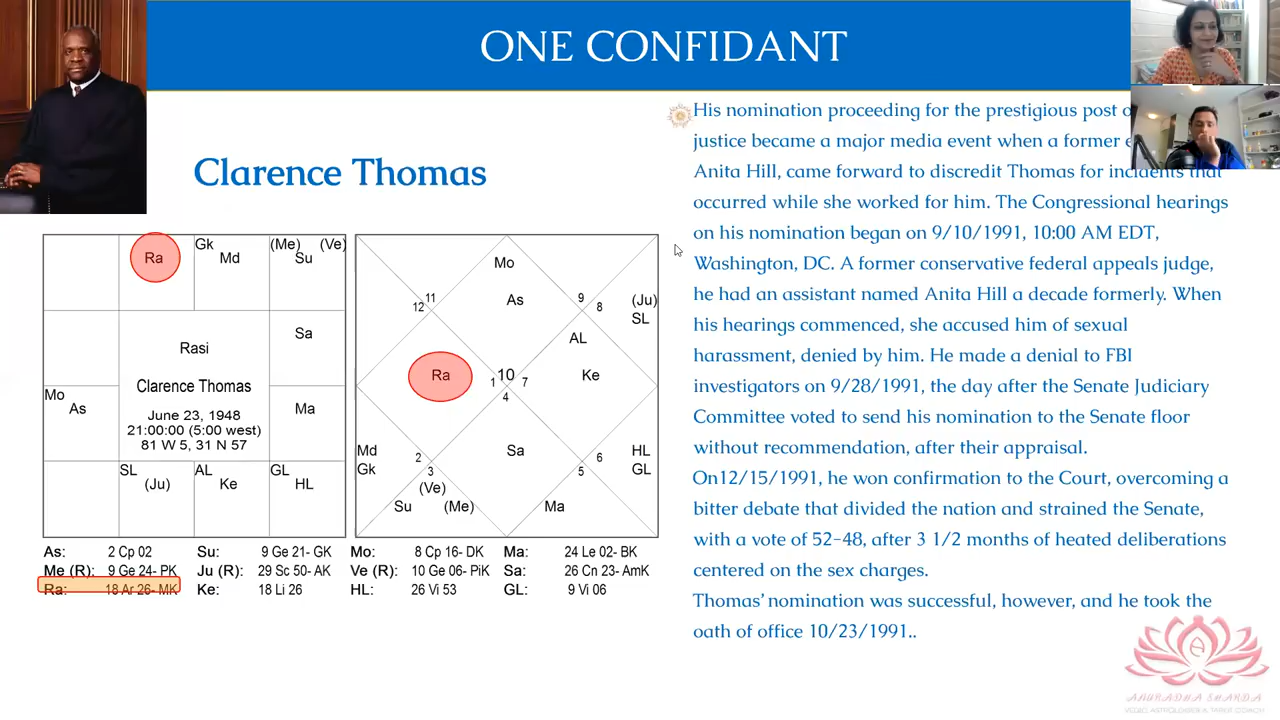 ONE CONFIDANT
Clarence Thomas
His nomination proceeding for the prestigious post
justice became a major media event when a former
Anita Hill, came forward to discredit Thomas for incidents that
occurred while she worked for him. The Congressional hearings
on his nomination began on 9/10/1991, 10:00 AM EDT,
Washington, DC. A former conservative federal appeals judge,
he had an assistant named Anita Hill a decade formerly. When
his hearings commenced, she accused him of sexual
harassment, denied by him. He made a denial to FBI
investigators on 9/28/1991, the day after the Senate Judiciary
Committee voted to send his nomination to the Senate floor
without recommendation, after their appraisal.
On12/15/1991, he won confirmation to the Court, overcoming a
bitter debate that divided the nation and strained the Senate,
with a vote of 52-48, after 3 1/2 months of heated deliberations
centered on the sex charges.
Thomas' nomination was successful, however, and he took the
oath of office 10/23/1991..
Ra
Gk
Md
(Me) (Ve)
Su
Rasi
Sa
Mo
As
Clarence Thomas
June 23, 1948
21:00:00 (5:00 west)
81 W 5, 31 N 57
Ma
SL
(Ju)
AL
Ke
GL
HL
Mo
As
11
12
9
8
(Ju)
SL
AL
Ra
10
1 7
4
Ke
Md
Gk
2
3
Sa
6
5
HL
GL
(Ve)
Su
(Me)
Ma
As: 2 Cp 02 Su: 9 Ge 21- GK Mo: 8 Cp 16- DK Ma: 24 Le 02- BK
Me (R): 9 Ge 24- PK Ju (R): 29 Sc 50- AK Ve (R): 10 Ge 06- PiK Sa: 26 Cn 23- AmK
Ra: 18 Ar 26- MK Ke: 18 Li 26 HL: 26 Vi 53 GL: 9 Vi 06
ANURADHA SHARDA
VEDIC ASTROLOGER & TAROT COACH